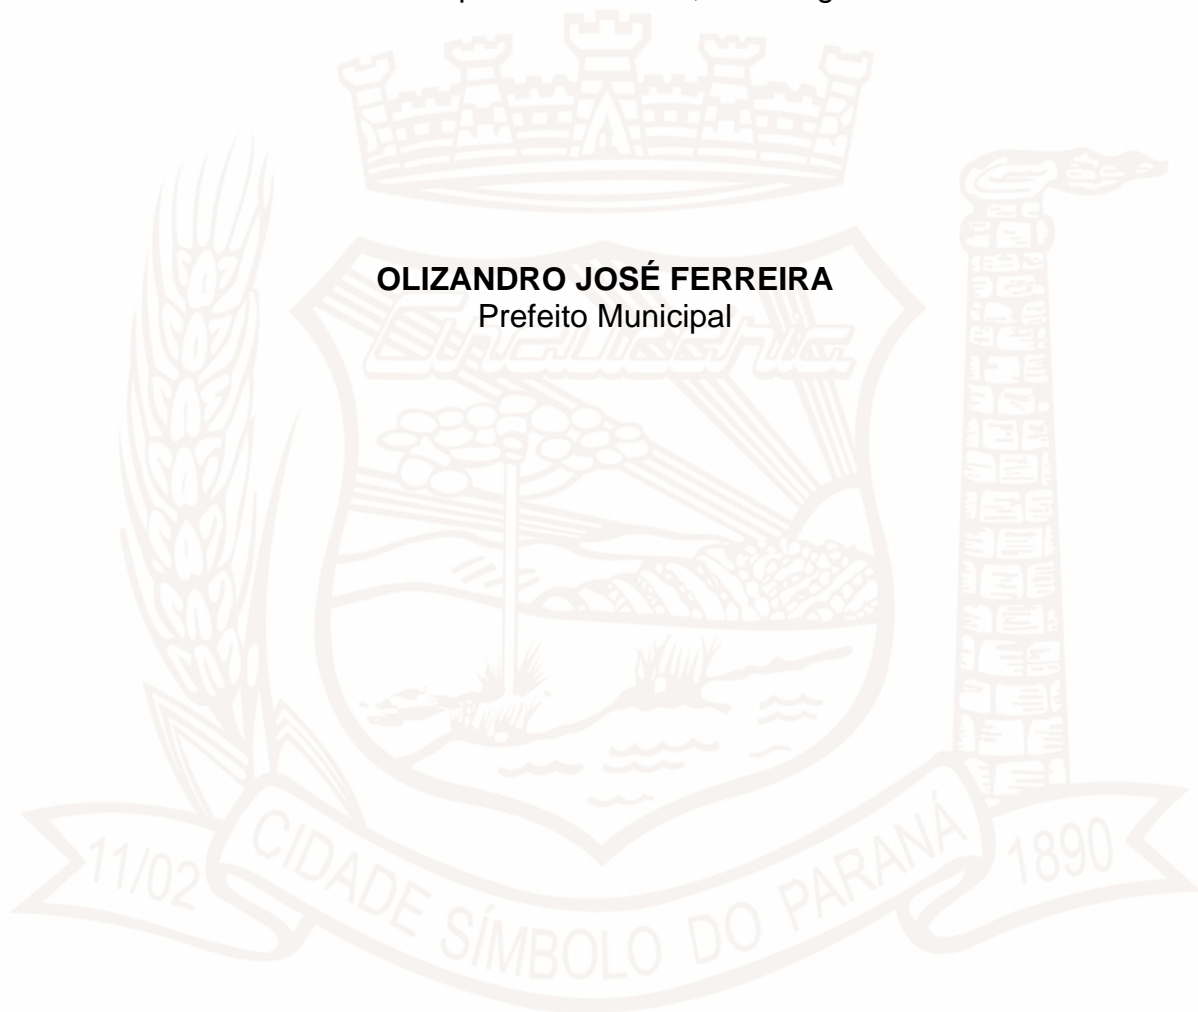 OLIZANDRO JOSÉ FERREIRA
Prefeito Municipal
11/02
CIDADE SÍMBOLO DO PARANÁ
1890